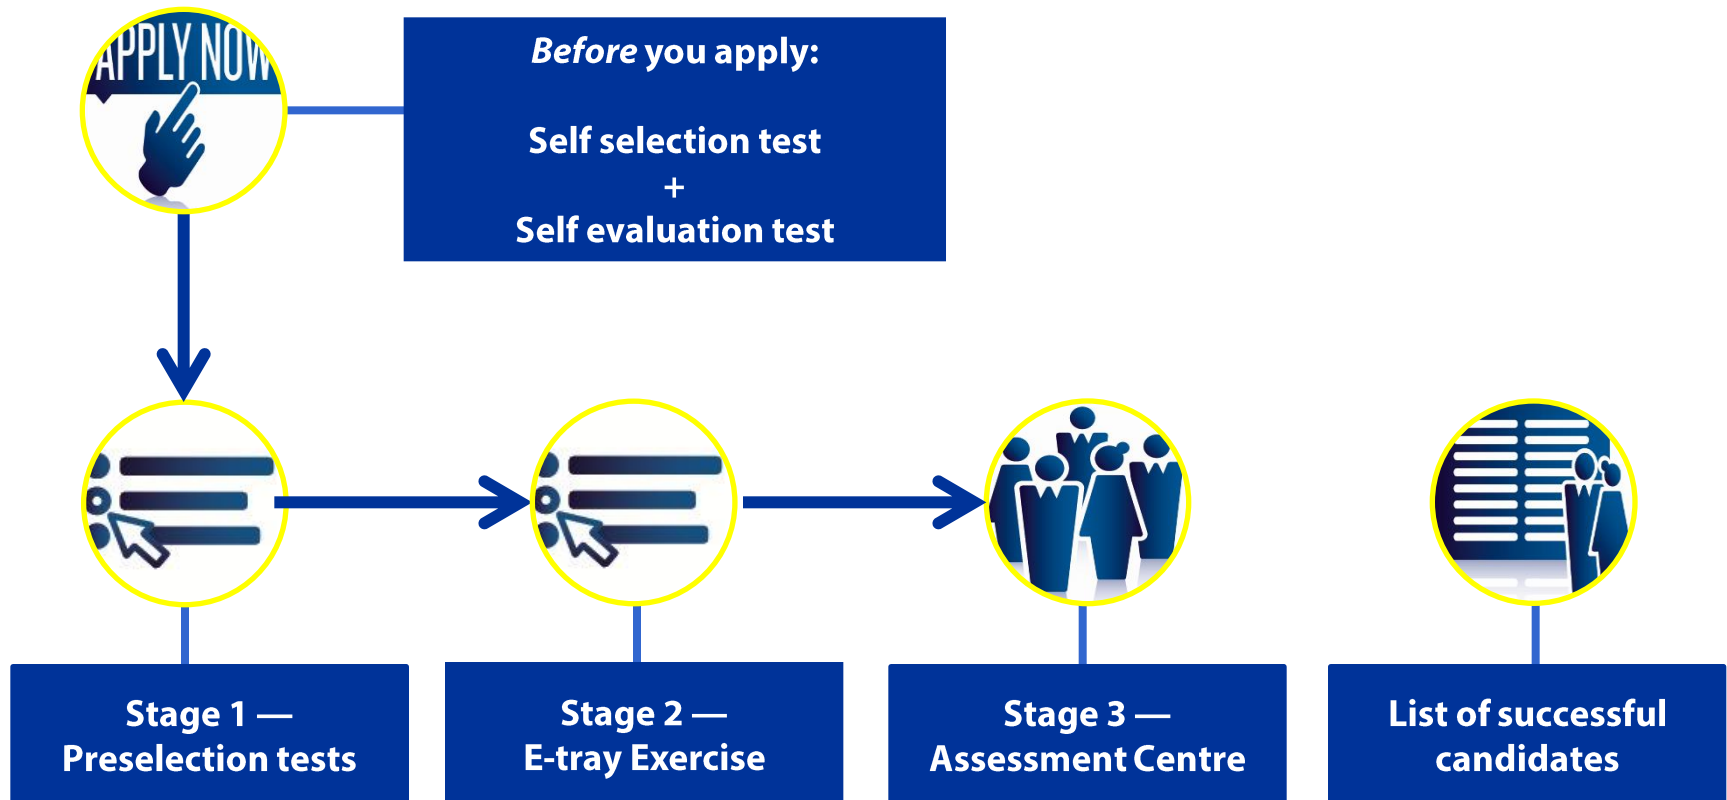 APPLY NOW
Before you apply:
Self selection test
+
Self evaluation test
Stage 1 —
Preselection tests
Stage 2 —
E-tray Exercise
Stage 3 —
Assessment Centre
List of successful
candidates